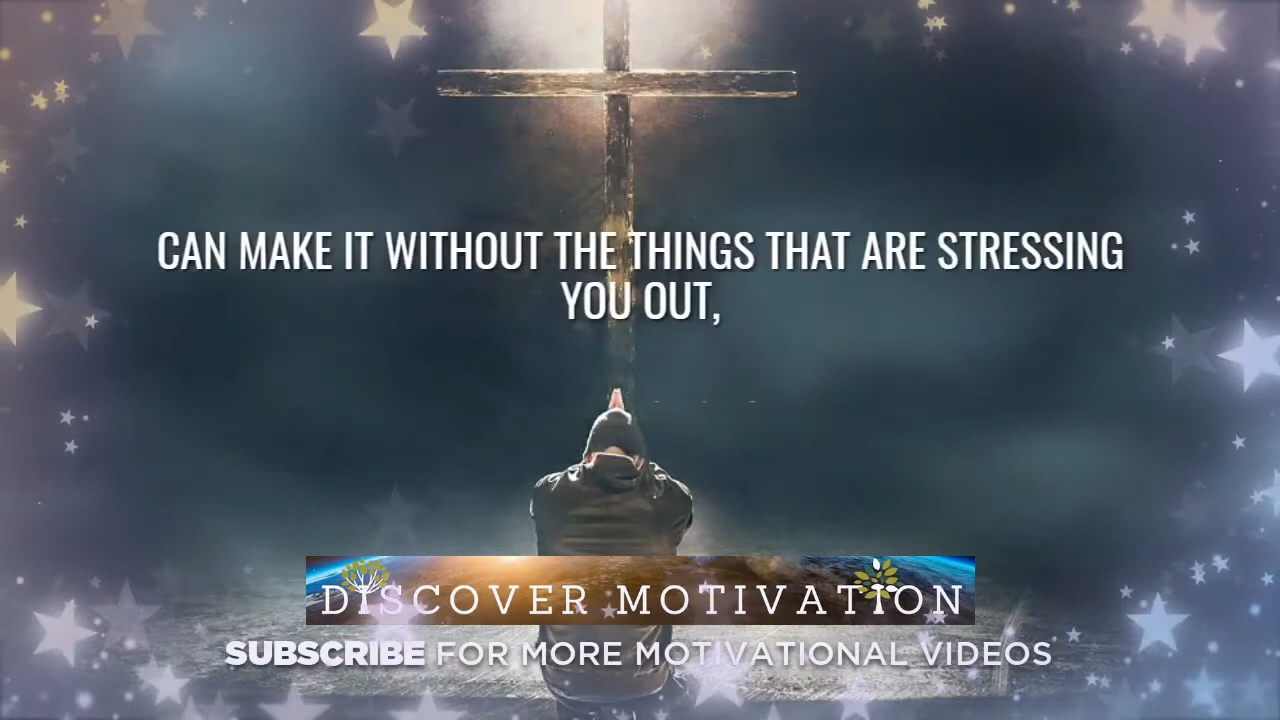 CAN MAKE IT WITHOUT THE THINGS THAT ARE STRESSING
YOU OUT,
DISCOVER MOTIVATION
SUBSCRIBE FOR MORE MOTIVATIONAL VIDEOS